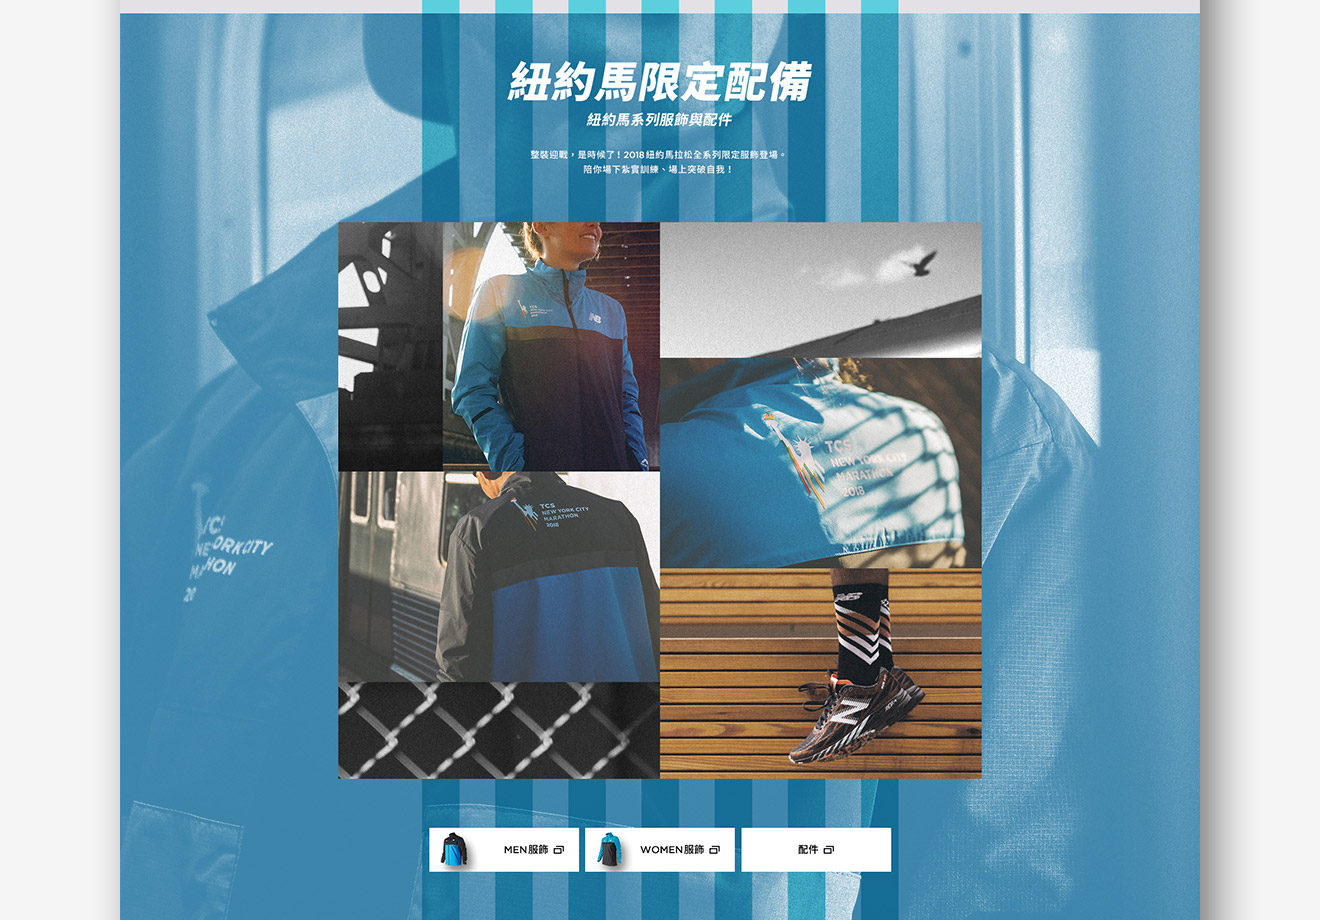 紐約馬限定配備
紐約馬系列服飾與配件
整裝迎戰，是時候了！2018 紐約馬拉松全系列限定服飾登場。
陪你場下紮實訓練、場上突破自我！
TCS
NEW YORK CITY
MARATHON
2018
NB
TCS
NEW YORK CITY
MARATHON
2018
TCS
NEW YORK CITY
MARATHON
2018
NB
N
MEN服飾
WOMEN服飾
配件